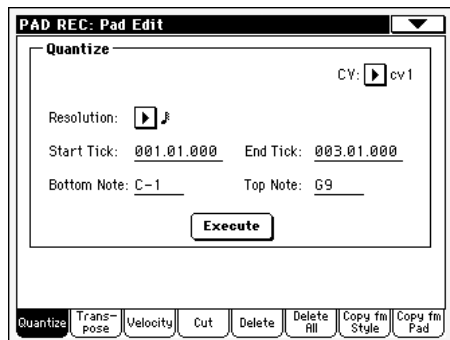 PAD REC: Pad Edit
Quantize
CV: cv1
Resolution:
Start Tick: 001.01.000 End Tick: 003.01.000
Bottom Note: C-1 Top Note: G9
Execute
Quantize Trans-pose Velocity Cut Delete Delete All Copy fm Style Copy fm Pad